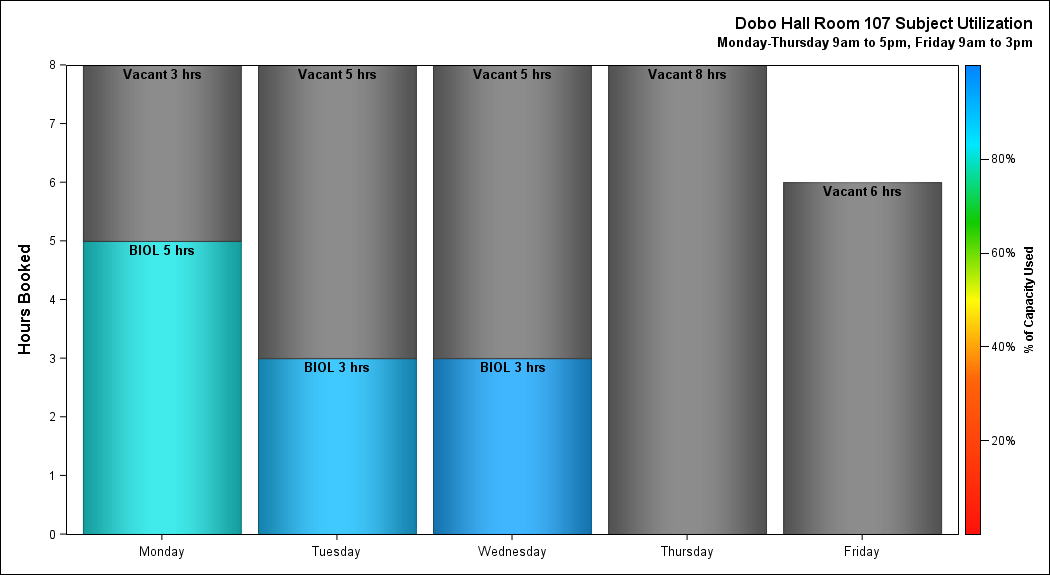 Dobo Hall Room 107 Subject Utilization
Monday-Thursday 9am to 5pm, Friday 9am to 3pm
Hours Booked
8
7
6
5
4
3
2
1
0
Vacant 3 hrs
BIOL 5 hrs
Vacant 5 hrs
BIOL 3 hrs
Vacant 5 hrs
BIOL 3 hrs
Vacant 8 hrs
Vacant 6 hrs
Monday
Tuesday
Wednesday
Thursday
Friday
80%
60%
40%
20%
% of Capacity Used